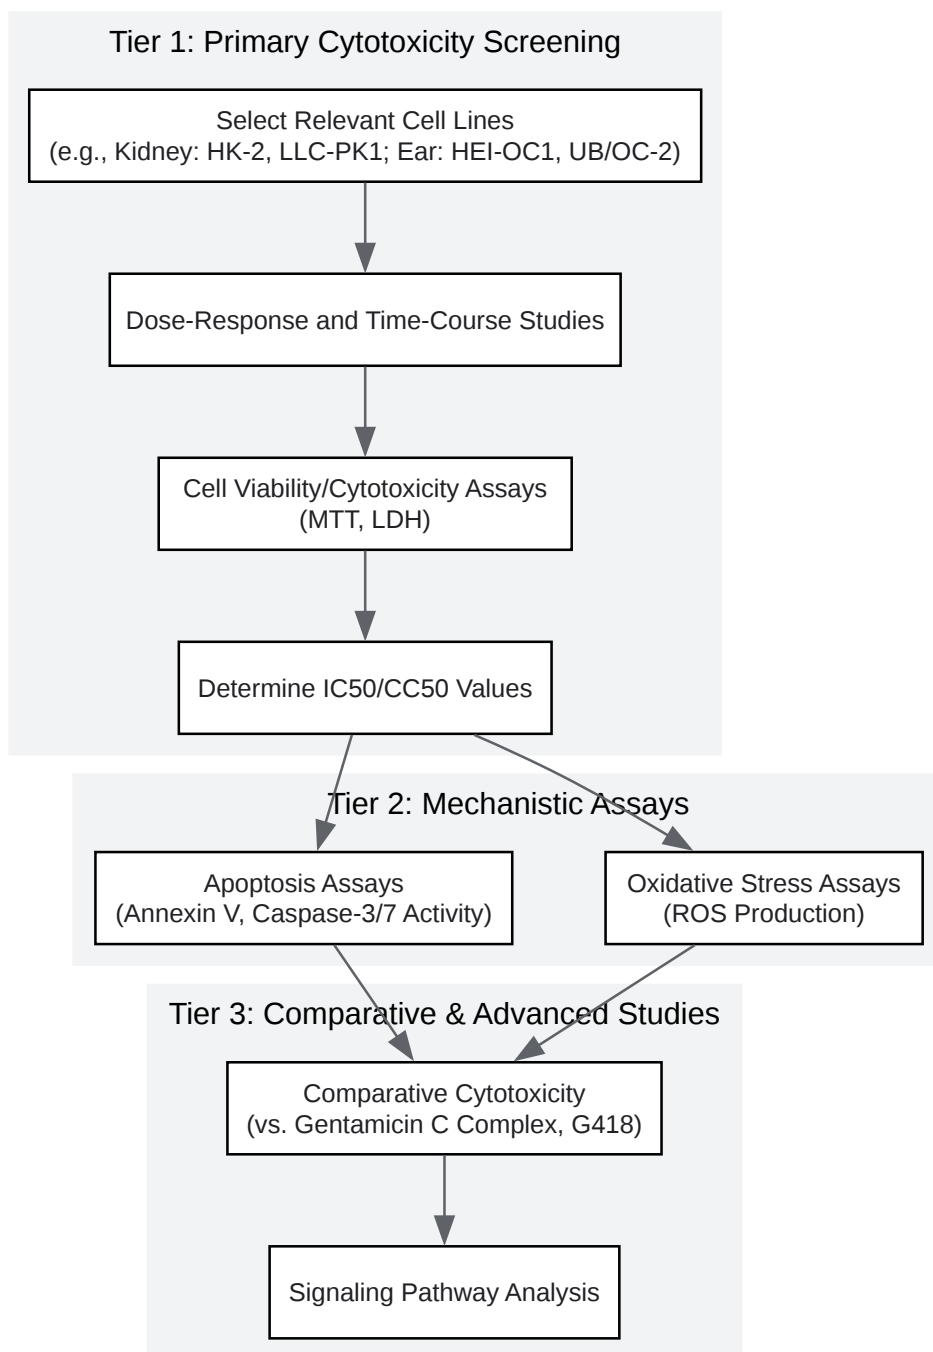 Tier 1: Primary Cytotoxicity Screening
Select Relevant Cell Lines
(e.g., Kidney: HK-2, LLC-PK1; Ear: HEI-OC1, UB/OC-2)
Dose-Response and Time-Course Studies
Cell Viability/Cytotoxicity Assays
(MTT, LDH)
Determine IC50/CC50 Values
Tier 2: Mechanistic Assays
Apoptosis Assays
(Annexin V, Caspase-3/7 Activity)
Oxidative Stress Assays
(ROS Production)
Tier 3: Comparative & Advanced Studies
Comparative Cytotoxicity
(vs. Gentamicin C Complex, G418)
Signaling Pathway Analysis